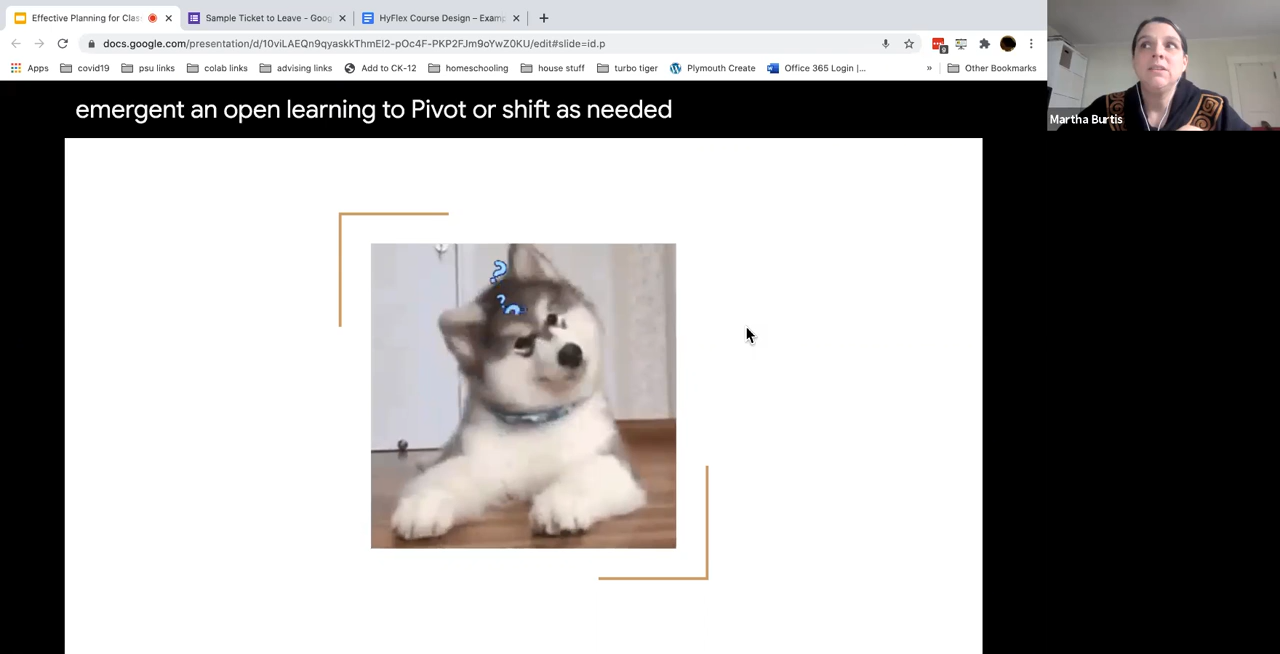 Effective Planning for Clas
Sample Ticket to Leave - Goog
HyFlex Course Design – Examp
docs.google.com/presentation/d/10viLAEQn9qyaskkThmEl2-pOc4F-PKP2FJm9oYwZ0KU/edit#slide=id.p
9
Apps covid19 psu links colab links advising links Add to CK-12 homeschooling house stuff turbo tiger Plymouth Create Office 365 Login |... » Other Bookmarks
Martha Burtis
emergent an open learning to Pivot or shift as needed
? ?